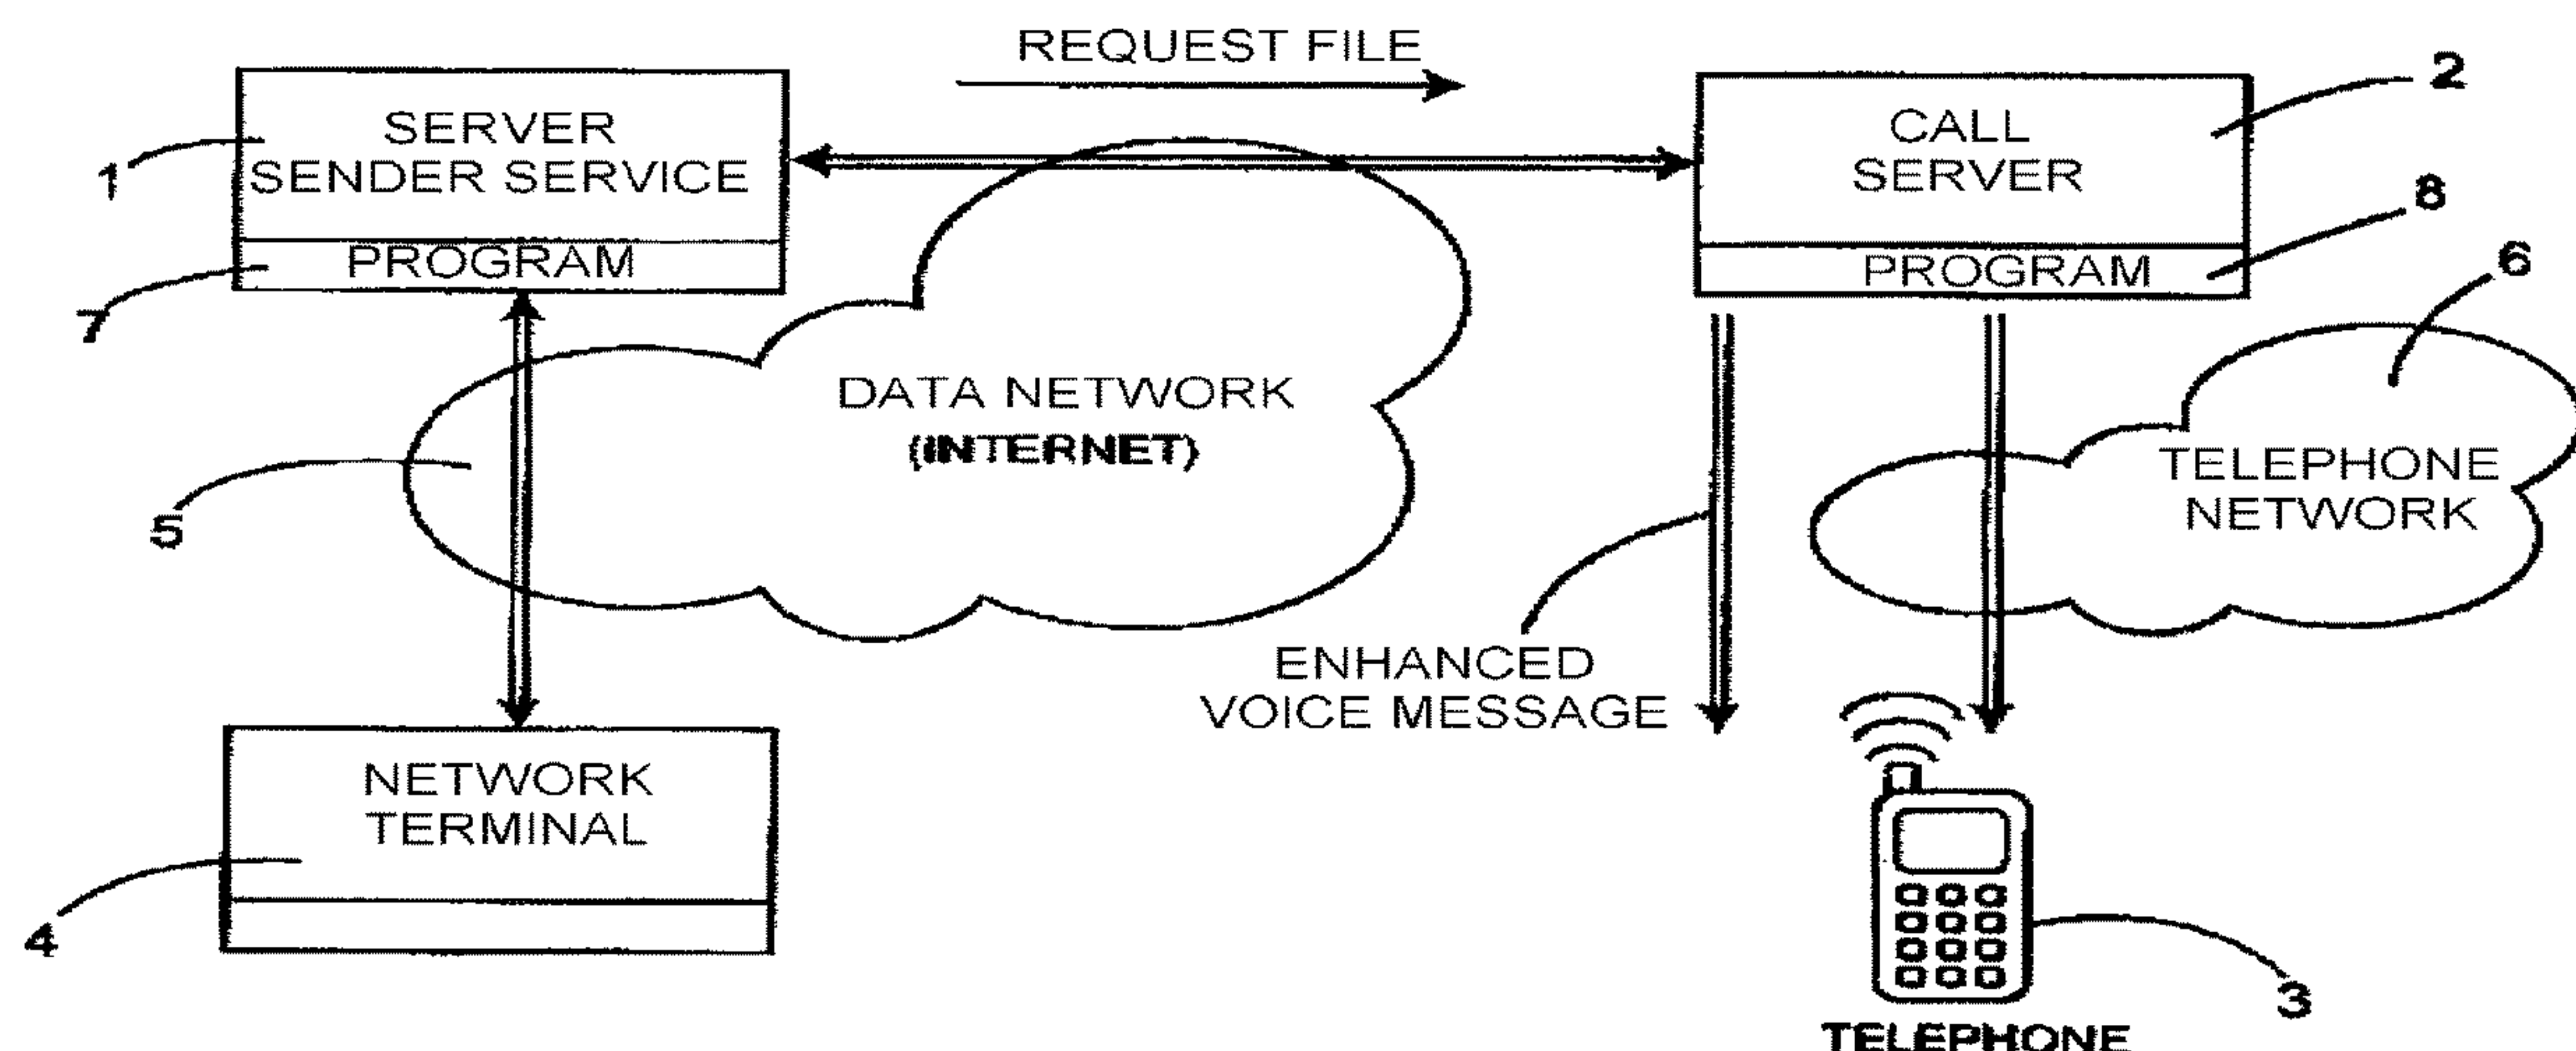 REQUEST FILE
SERVER
SENDER SERVICE
PROGRAM
1
7
CALL
SERVER
PROGRAM
2
8
6
DATA NETWORK
(INTERNET)
5
TELEPHONE
NETWORK
ENHANCED
VOICE MESSAGE
NETWORK
TERMINAL
4
3
TELEPHONE